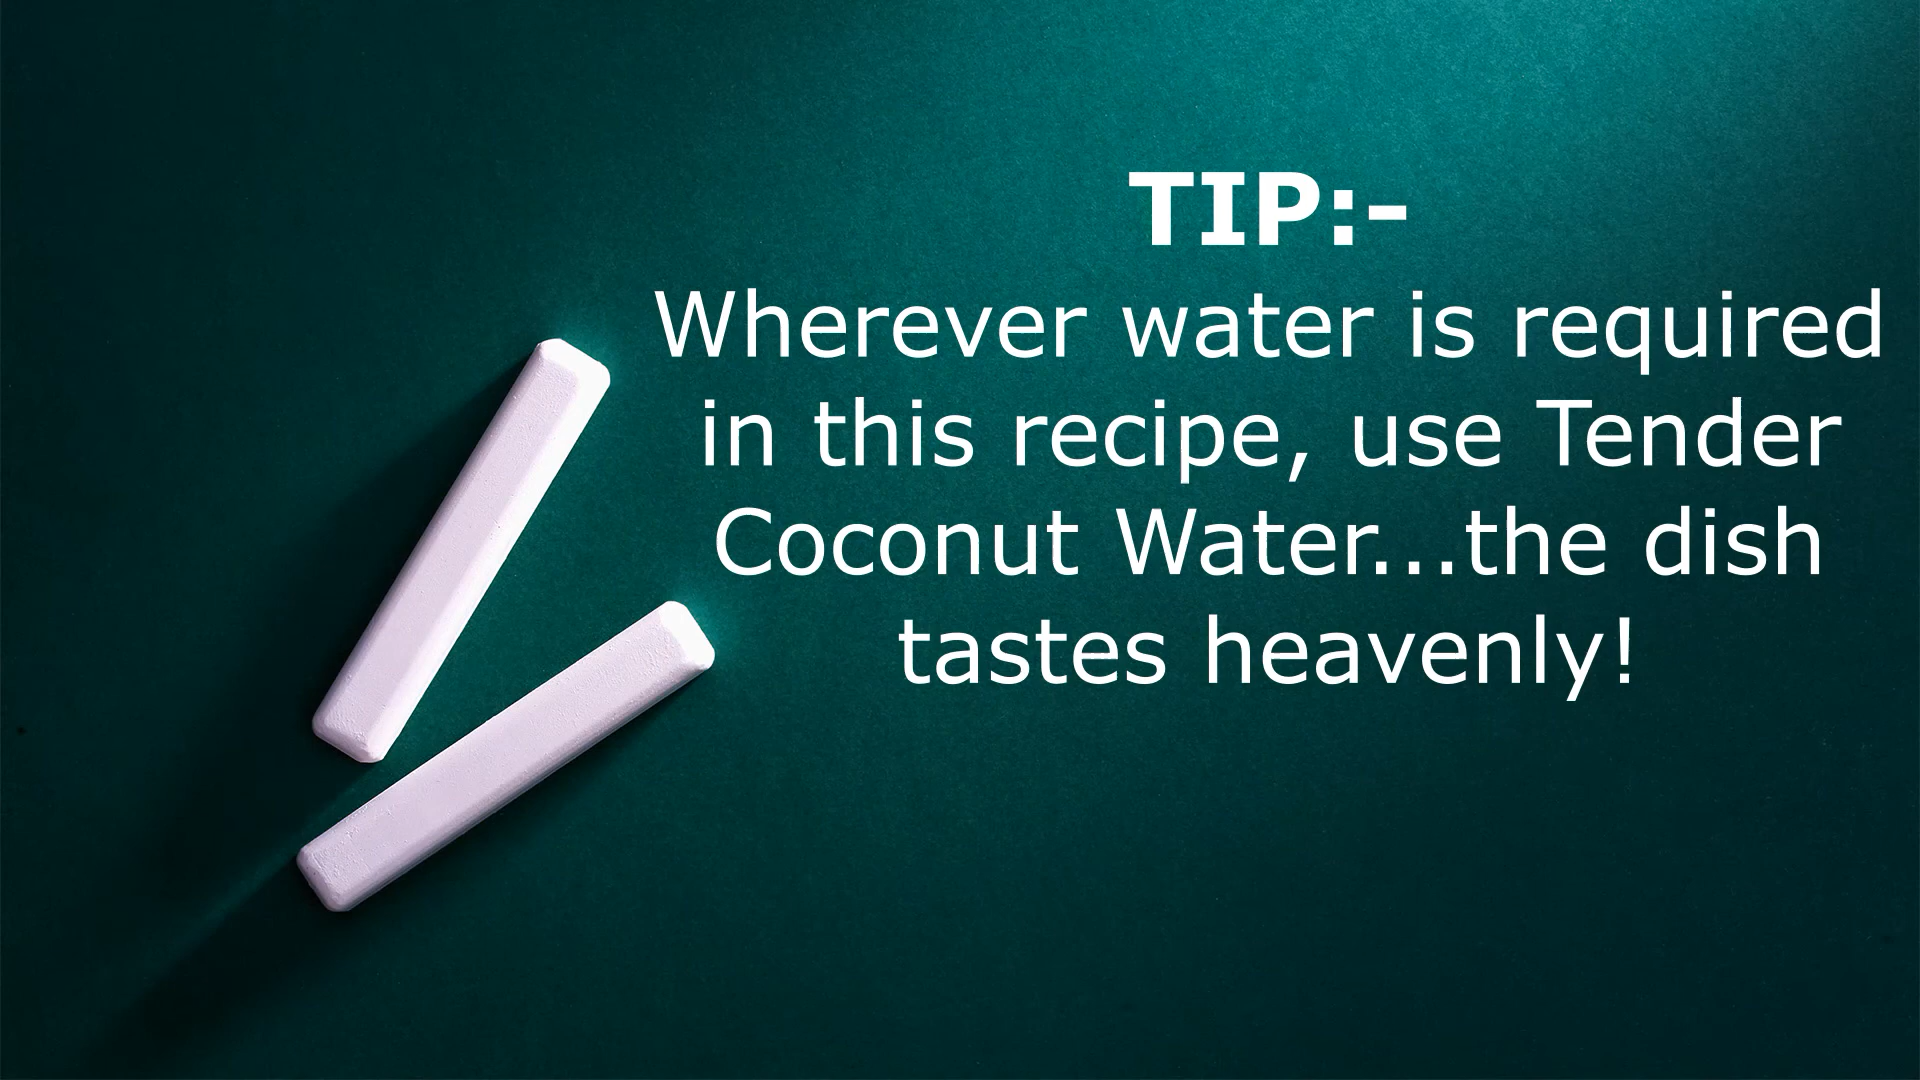 TIP:-
Wherever water is required
in this recipe, use Tender
Coconut Water...the dish
tastes heavenly!